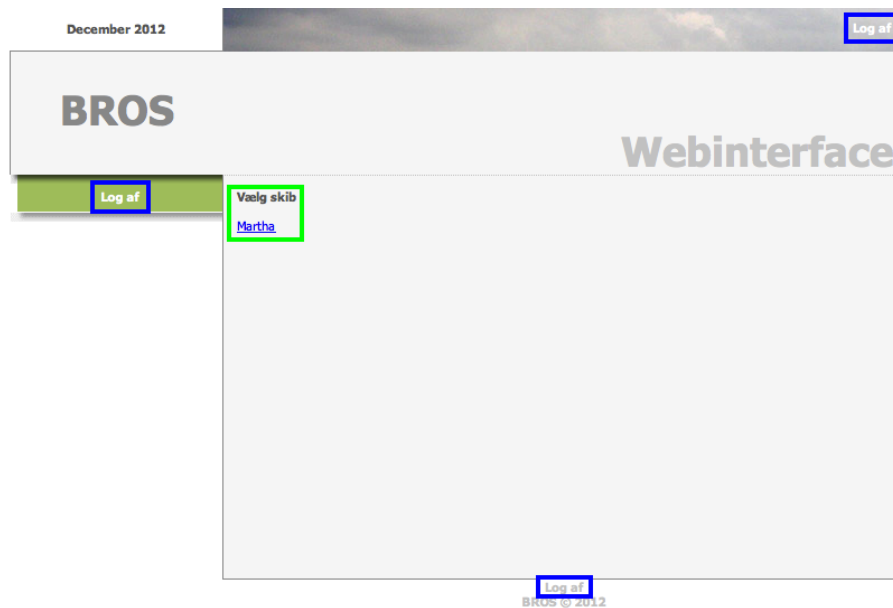 December 2012
Log af
BROS
Webinterface
Log af
Vælg skib
Martha
Log af
BROS © 2012